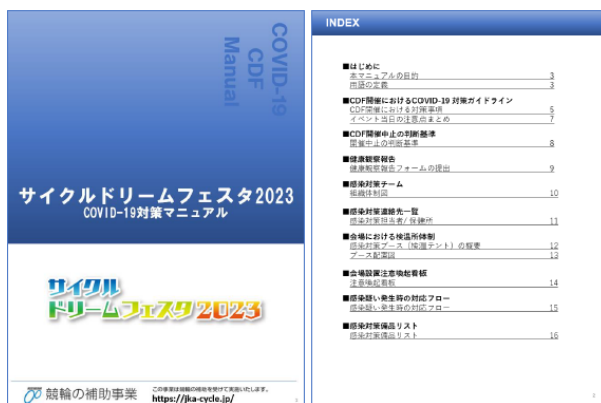 COVID-19
CDF
Manual
サイクルドリームフェスタ2023
COVID-19対策マニュアル
サイクル
ドリームフェスタ2023
競輪の補助事業
この事業は競輪の補助を受けて実施いたします。
https://jka-cycle.jp/
INDEX
■はじめに
本マニュアルの目的 3
用語の定義 3
■CDF開催におけるCOVID-19 対策ガイドライン
CDF開催における対策事項 5
イベント当日の注意点まとめ 7
■CDF開催中止の判断基準
開催中止の判断基準 8
■健康観察報告
健康観察報告フォームの提出 9
■感染対策チーム
組織体制図 10
■感染対策連絡先一覧
感染対策担当者/保健所 11
■会場における検温所体制
感染対策ブース（検温テント）の概要 12
ブース配置図 13
■会場設置注意喚起看板
注意喚起看板 14
■感染疑い発生時の対応フロー
感染疑い発生時の対応フロー 15
■感染対策備品リスト
感染対策備品リスト 16